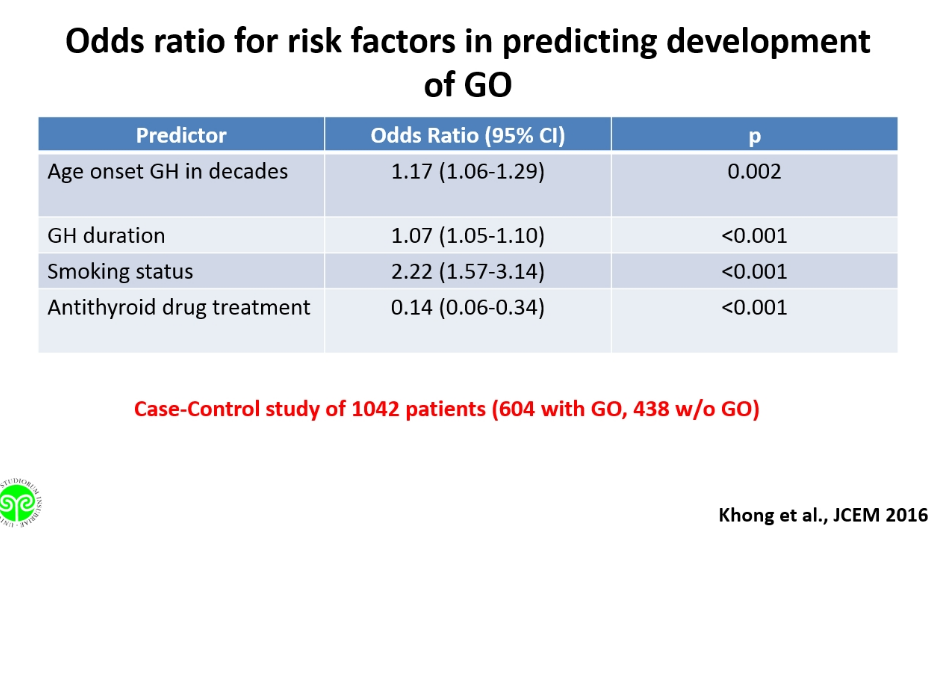 Odds ratio for risk factors in predicting development
of GO
Predictor Odds Ratio (95% CI) p
Age onset GH in decades 1.17 (1.06-1.29) 0.002
GH duration 1.07 (1.05-1.10) <0.001
Smoking status 2.22 (1.57-3.14) <0.001
Antithyroid drug treatment 0.14 (0.06-0.34) <0.001
Case-Control study of 1042 patients (604 with GO, 438 w/o GO)
Khong et al., JCEM 2016